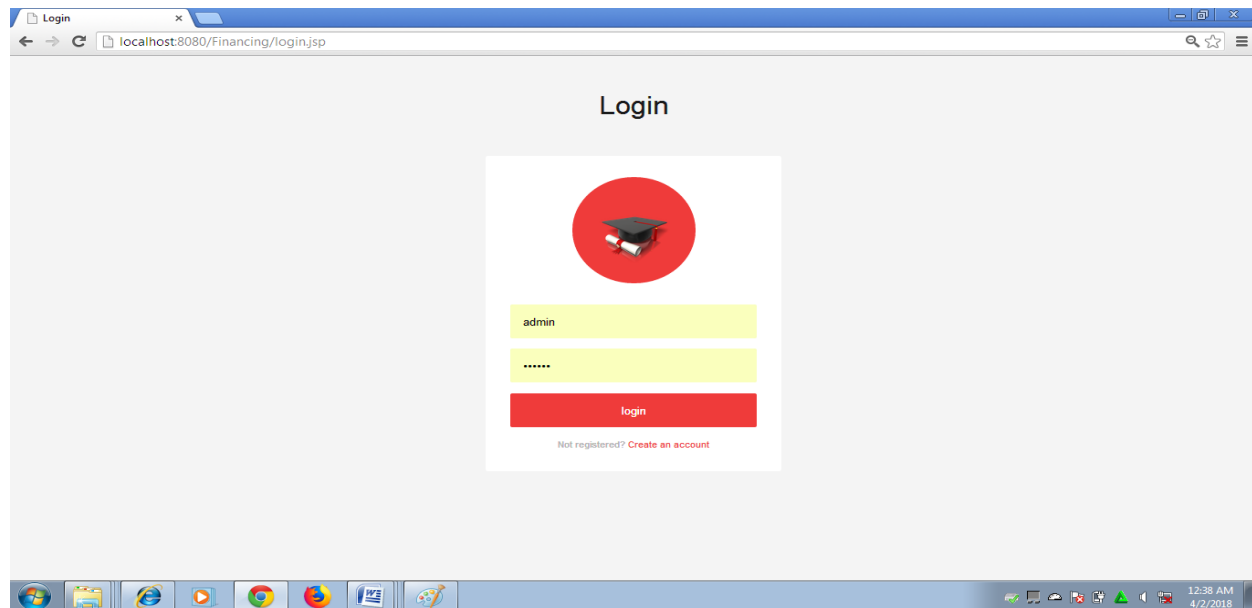 Login
localhost:8080/Financing/login.jsp
Login
admin
••••••
login
Not registered? Create an account
12:38 AM
4/2/2018